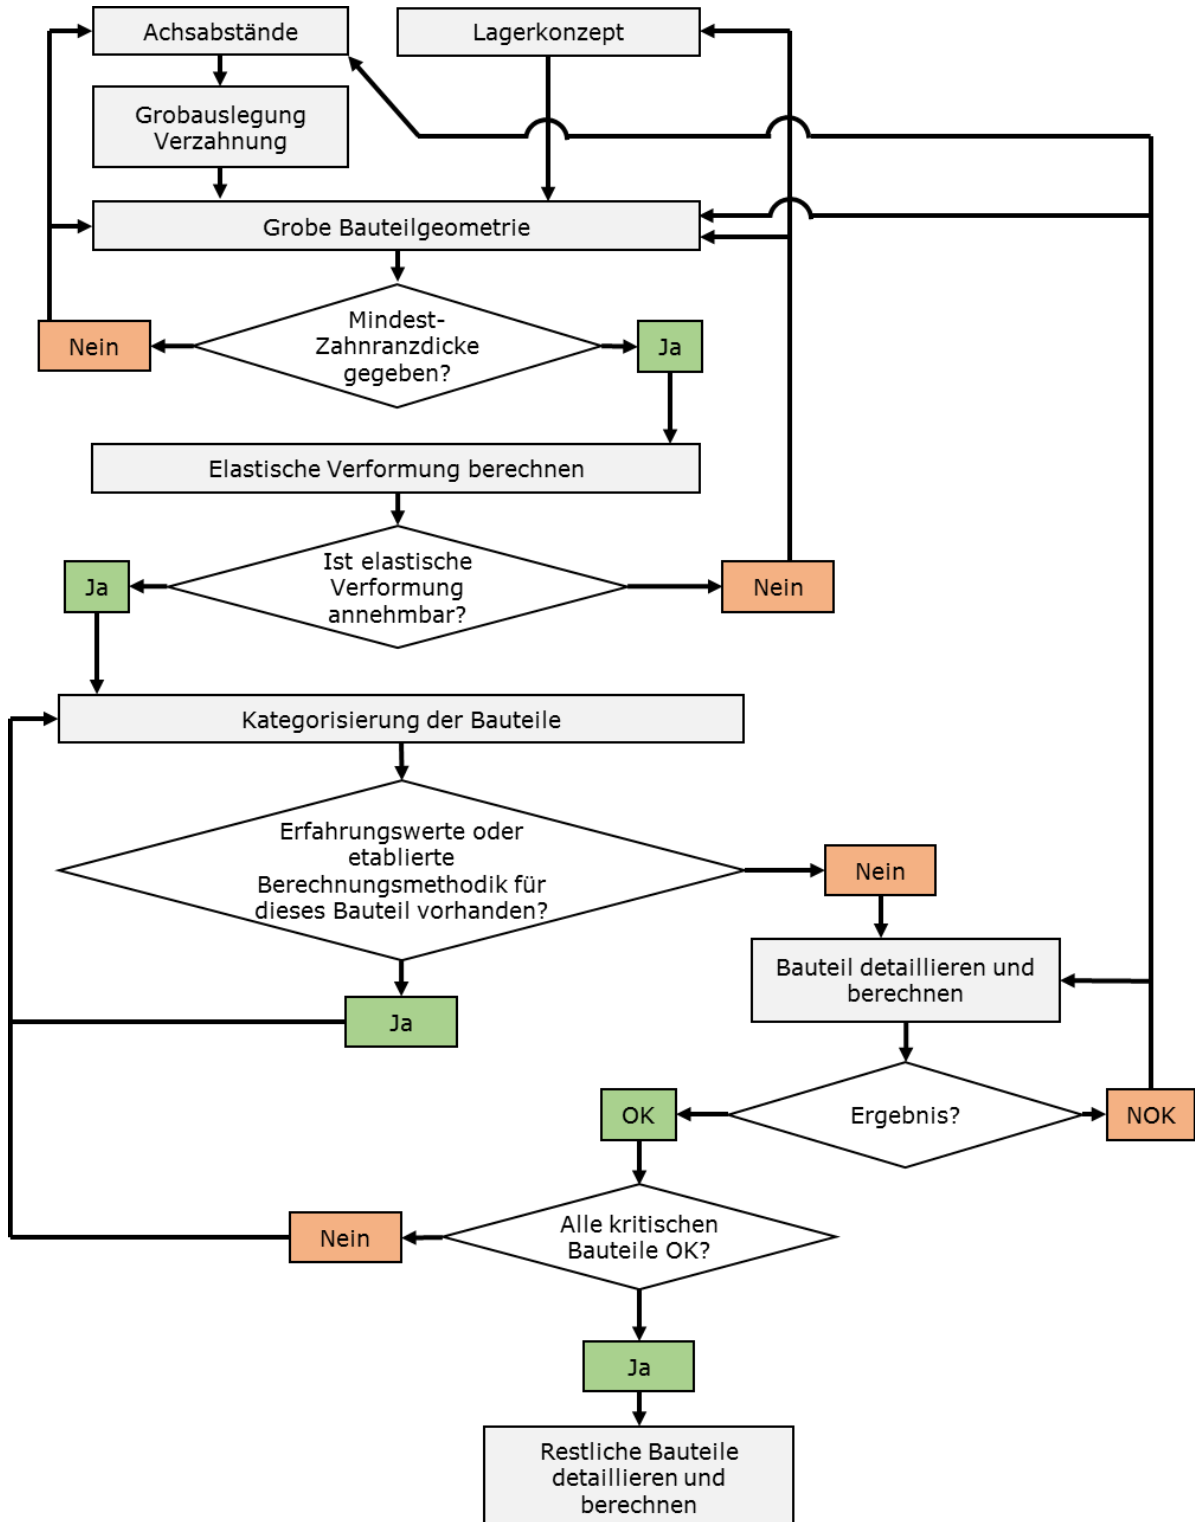 Achsabstände
Lagerkonzept
Grobauslegung
Verzahnung
Grobe Bauteilgeometrie
Mindest-
Zahnranzdicke
gegeben?
Nein
Ja
Elastische Verformung berechnen
Ist elastische
Verformung
annehmbar?
Ja
Nein
Kategorisierung der Bauteile
Erfahrungswerte oder
etablierte
Berechnungsmethodik für
dieses Bauteil vorhanden?
Nein
Ja
Bauteil detaillieren und
berechnen
Ergebnis?
OK
NOK
Alle kritischen
Bauteile OK?
Nein
Ja
Restliche Bauteile
detaillieren und
berechnen